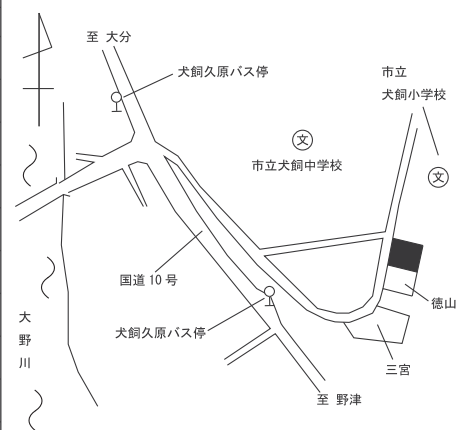 至 大分
犬飼久原バス停
市立
犬飼小学校
文
市立犬飼中学校
文
国道10号
徳山
大野川
犬飼久原バス停
三宮
至 野津